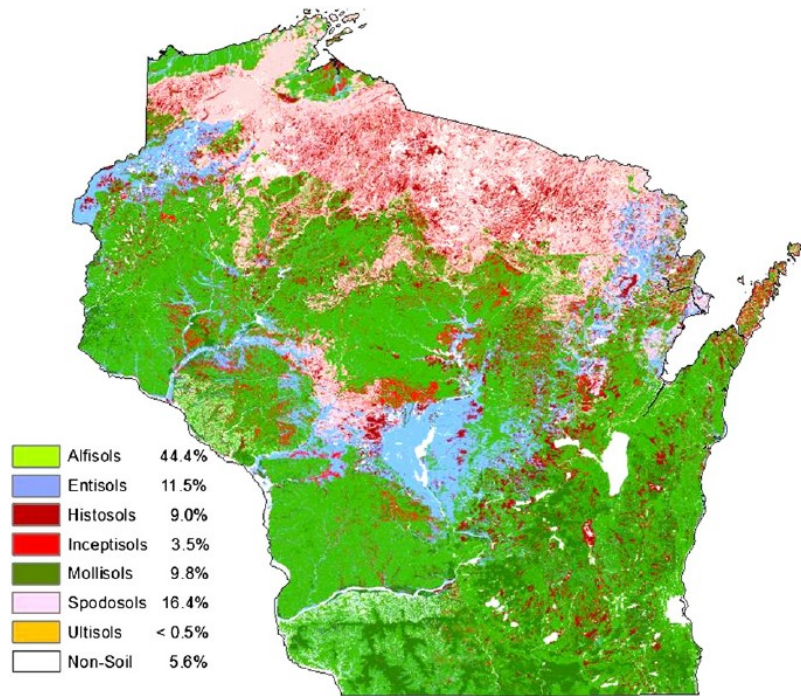 Alfisols 44.4%
Entisols 11.5%
Histosols 9.0%
Inceptisols 3.5%
Mollisols 9.8%
Spodosols 16.4%
Ultisols < 0.5%
Non-Soil 5.6%